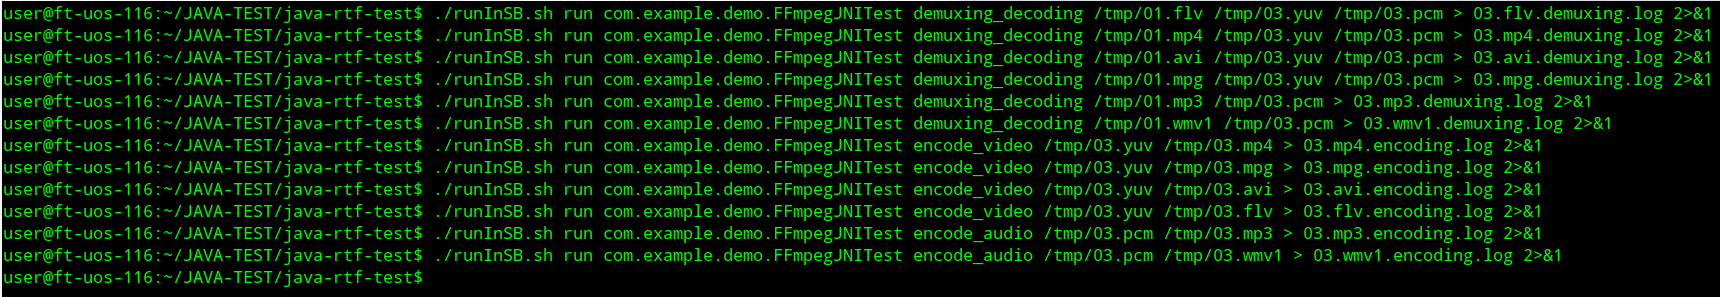 user@ft-uos-116:~/JAVA-TEST/java-rtf-test$ ./runInSB.sh run com.example.demo.FFmpegJNITest demuxing_decoding /tmp/01.flv /tmp/03.yuv /tmp/03.pcm > 03.flv.demuxing.log 2>&1
user@ft-uos-116:~/JAVA-TEST/java-rtf-test$ ./runInSB.sh run com.example.demo.FFmpegJNITest demuxing_decoding /tmp/01.mp4 /tmp/03.yuv /tmp/03.pcm > 03.mp4.demuxing.log 2>&1
user@ft-uos-116:~/JAVA-TEST/java-rtf-test$ ./runInSB.sh run com.example.demo.FFmpegJNITest demuxing_decoding /tmp/01.avi /tmp/03.yuv /tmp/03.pcm > 03.avi.demuxing.log 2>&1
user@ft-uos-116:~/JAVA-TEST/java-rtf-test$ ./runInSB.sh run com.example.demo.FFmpegJNITest demuxing_decoding /tmp/01.mpg /tmp/03.yuv /tmp/03.pcm > 03.mpg.demuxing.log 2>&1
user@ft-uos-116:~/JAVA-TEST/java-rtf-test$ ./runInSB.sh run com.example.demo.FFmpegJNITest demuxing_decoding /tmp/01.mp3 /tmp/03.pcm > 03.mp3.demuxing.log 2>&1
user@ft-uos-116:~/JAVA-TEST/java-rtf-test$ ./runInSB.sh run com.example.demo.FFmpegJNITest demuxing_decoding /tmp/01.wmv1 /tmp/03.pcm > 03.wmv1.demuxing.log 2>&1
user@ft-uos-116:~/JAVA-TEST/java-rtf-test$ ./runInSB.sh run com.example.demo.FFmpegJNITest encode_video /tmp/03.yuv /tmp/03.mp4 > 03.mp4.encoding.log 2>&1
user@ft-uos-116:~/JAVA-TEST/java-rtf-test$ ./runInSB.sh run com.example.demo.FFmpegJNITest encode_video /tmp/03.yuv /tmp/03.mpg > 03.mpg.encoding.log 2>&1
user@ft-uos-116:~/JAVA-TEST/java-rtf-test$ ./runInSB.sh run com.example.demo.FFmpegJNITest encode_video /tmp/03.yuv /tmp/03.avi > 03.avi.encoding.log 2>&1
user@ft-uos-116:~/JAVA-TEST/java-rtf-test$ ./runInSB.sh run com.example.demo.FFmpegJNITest encode_video /tmp/03.yuv /tmp/03.flv > 03.flv.encoding.log 2>&1
user@ft-uos-116:~/JAVA-TEST/java-rtf-test$ ./runInSB.sh run com.example.demo.FFmpegJNITest encode_audio /tmp/03.pcm /tmp/03.mp3 > 03.mp3.encoding.log 2>&1
user@ft-uos-116:~/JAVA-TEST/java-rtf-test$ ./runInSB.sh run com.example.demo.FFmpegJNITest encode_audio /tmp/03.pcm /tmp/03.wmv1 > 03.wmv1.encoding.log 2>&1
user@ft-uos-116:~/JAVA-TEST/java-rtf-test$